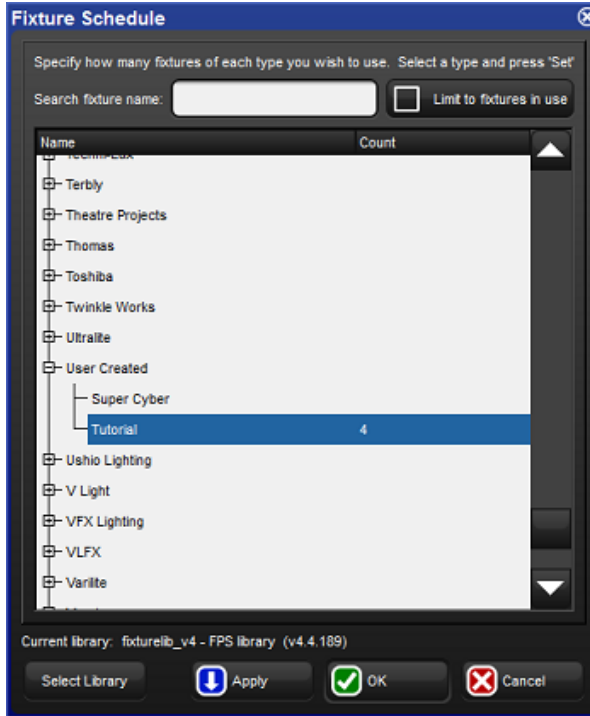 Fixture Schedule
Specify how many fixtures of each type you wish to use. Select a type and press 'Set'
Search fixture name:
Limit to fixtures in use
Name Count
Terbly
Theatre Projects
Thomas
Toshiba
Twinkle Works
Ultralite
User Created
Super Cyber
Tutorial 4
Ushio Lighting
V Light
VFX Lighting
VLFX
Varilite
Current library: fixturelib_v4 - FPS library (v4.4.189)
Select Library Apply OK Cancel